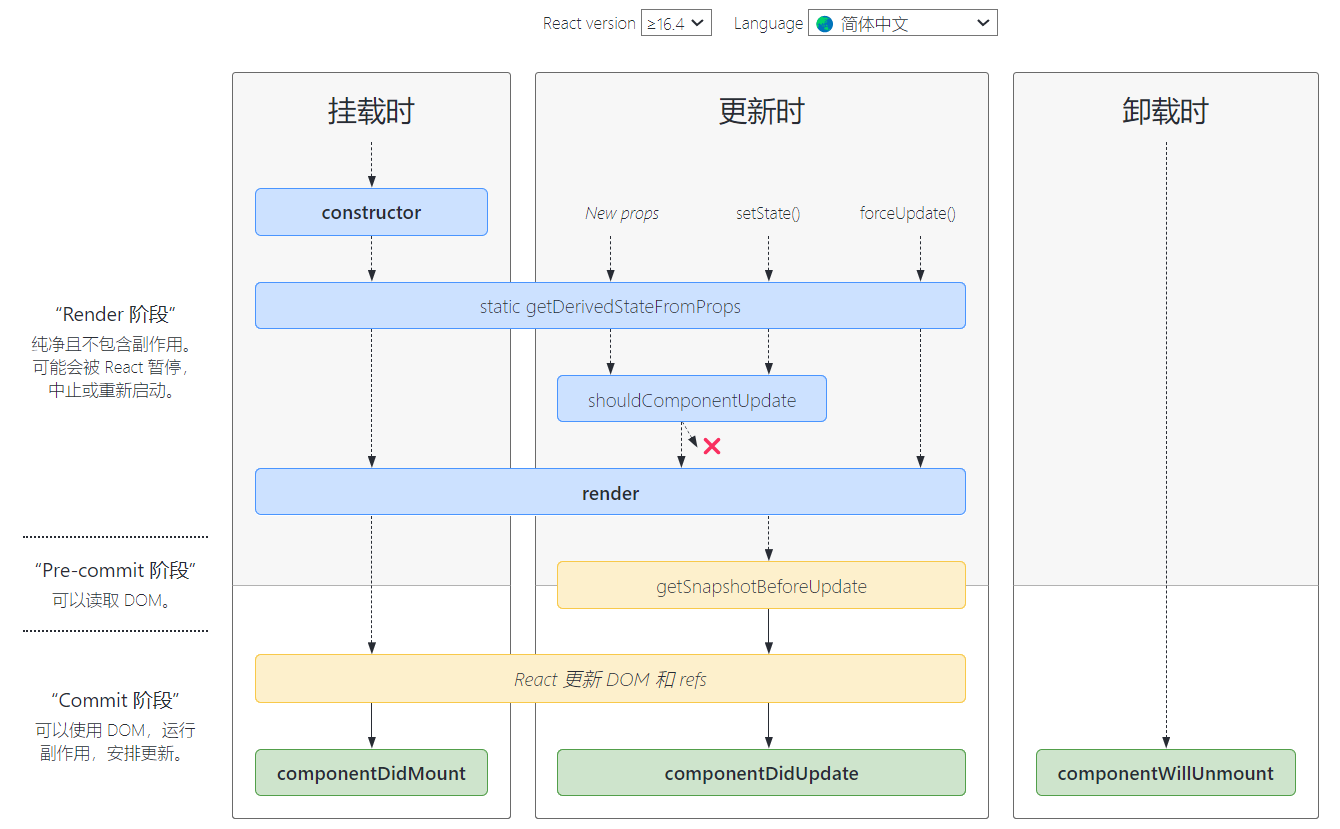 React version ≥16.4 Language 简体中文
挂载时 更新时 卸载时
constructor
New props setState() forceUpdate()
static getDerivedStateFromProps
“Render 阶段”
纯净且不包含副作用。
可能会被 React 暂停，
中止或重新启动。
shouldComponentUpdate
render
“Pre-commit 阶段”
可以读取 DOM。
getSnapshotBeforeUpdate
React 更新 DOM 和 refs
“Commit 阶段”
可以使用 DOM，运行
副作用，安排更新。
componentDidMount componentDidUpdate componentWillUnmount